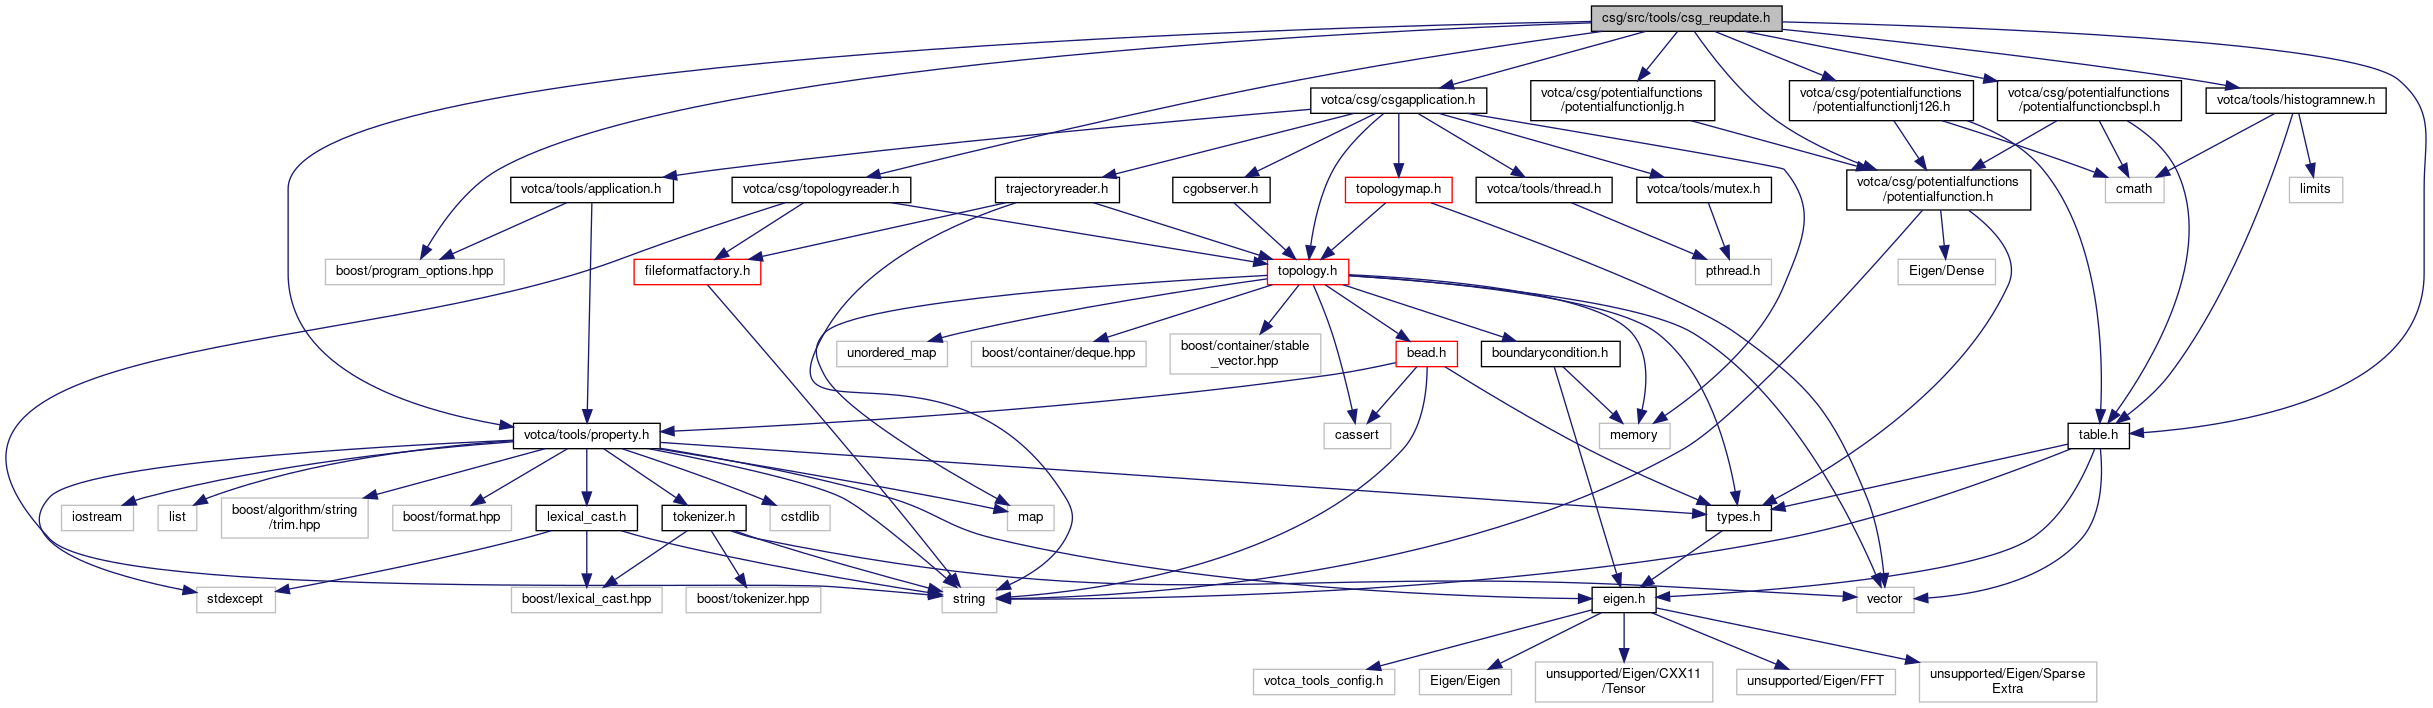 csg/src/tools/csg_reupdate.h
votca/csg/csgapplication.h
votca/csg/potentialfunctions
/potentialfunctionljg.h
votca/csg/potentialfunctions
/potentialfunctionlj126.h
votca/csg/potentialfunctions
/potentialfunctioncbspl.h
votca/tools/histogramnew.h
votca/tools/application.h
votca/csg/topologyreader.h
trajectoryreader.h
cgobserver.h
topologymap.h
votca/tools/thread.h
votca/tools/mutex.h
votca/csg/potentialfunctions
/potentialfunction.h
cmath
limits
boost/program_options.hpp
fileformatfactory.h
topology.h
pthread.h
Eigen/Dense
unordered_map
boost/container/deque.hpp
boost/container/stable
_vector.hpp
bead.h
boundarycondition.h
votca/tools/property.h
cassert
memory
table.h
iostream
list
boost/algorithm/string
/trim.hpp
boost/format.hpp
lexical_cast.h
tokenizer.h
cstdlib
map
types.h
stdexcept
boost/lexical_cast.hpp
boost/tokenizer.hpp
string
eigen.h
vector
votca_tools_config.h
Eigen/Eigen
unsupported/Eigen/CXX11
/Tensor
unsupported/Eigen/FFT
unsupported/Eigen/Sparse
Extra